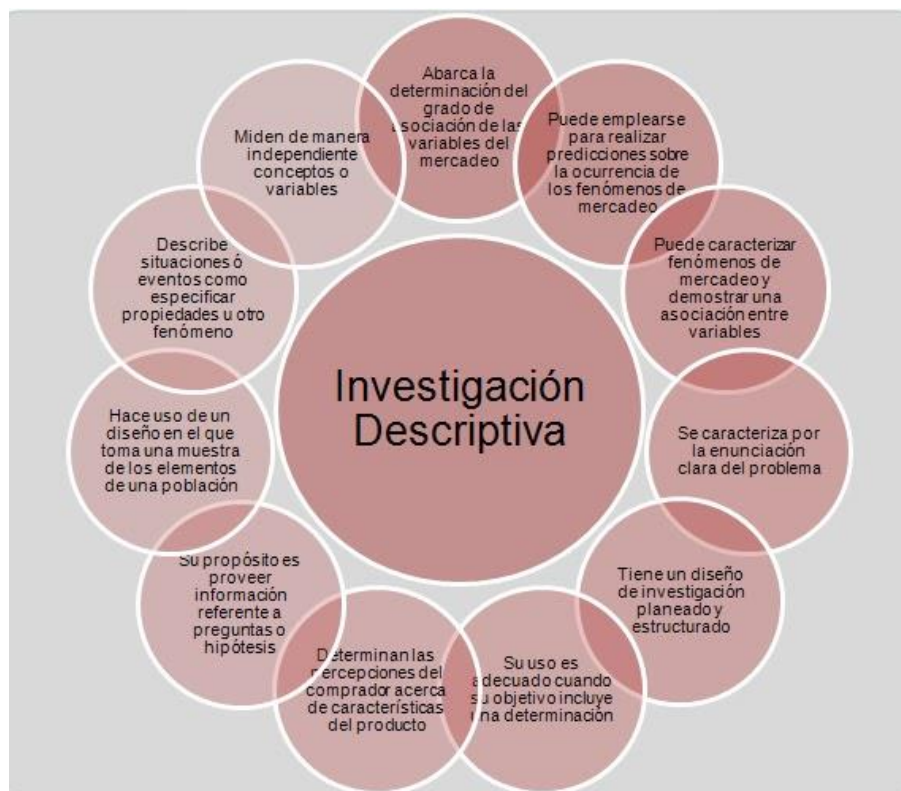 Abarca la
determinación del
grado de
asociación de las
variables del
mercadeo
Puede emplearse
para realizar
predicciones sobre
la ocurrencia de
los fenómenos de
mercadeo
Puede caracterizar
fenómenos de
mercadeo y
demostrar una
asociación entre
variables
Se caracteriza por
la enunciación
clara del problema
Tiene un diseño
de investigación
planeado y
estructurado
Su uso es
adecuado cuando
su objetivo incluye
una determinación
Determinan las
percepciones del
comprador acerca
de características
del producto
Su propósito es
proveer
información
referente a
preguntas o
hipótesis
Hace uso de un
diseño en el que
toma una muestra
de los elementos
de una población
Describe
situaciones ó
eventos como
especificar
propiedades u otro
fenómeno
Miden de manera
independiente
conceptos o
variables
Investigación
Descriptiva